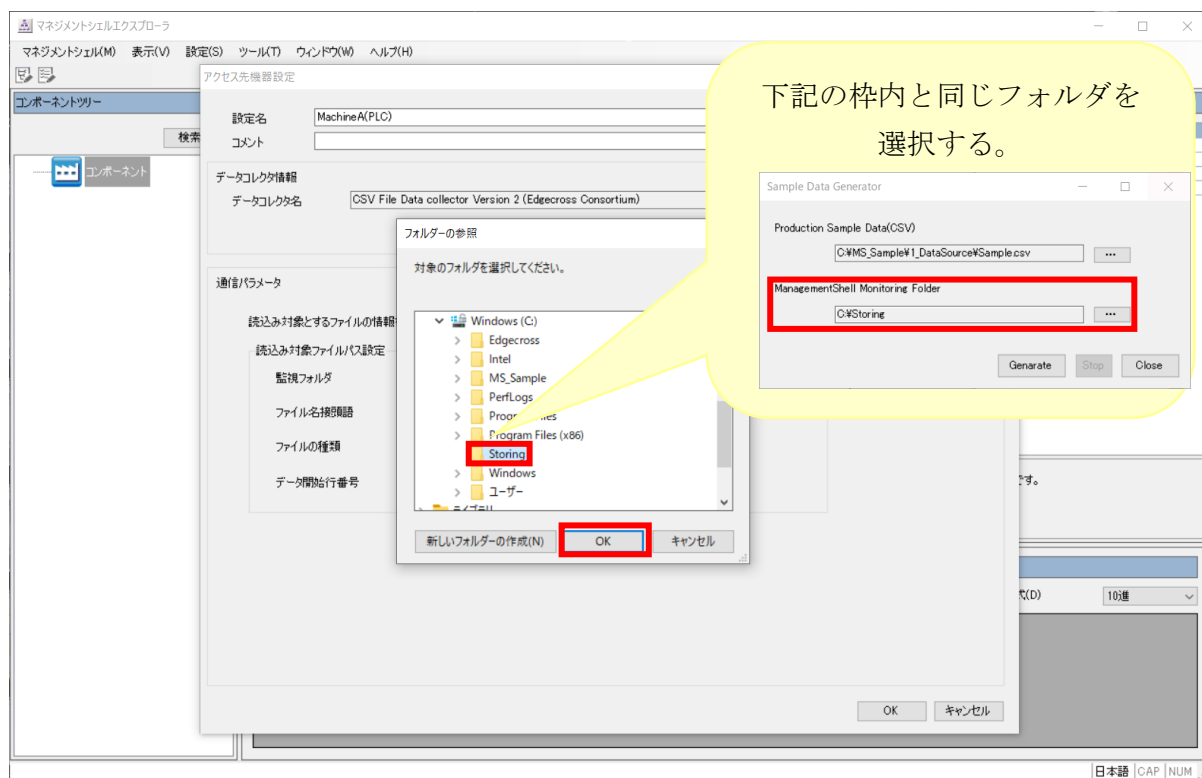 マネジメントシェルエクスプローラ
マネジメントシェル(M) 表示(V) 設定(S) ツール(T) ウィンドウ(W) ヘルプ(H)
コンポーネントツリー
検索
コンポーネント
アクセス先機器設定
設定名 MachineA(PLC)
コメント
データコレクタ情報
データコレクタ名 CSV File Data collector Version 2 (Edgecross Consortium)
通信パラメータ
読込み対象とするファイルの情報
読込み対象ファイルパス設定
監視フォルダ
ファイル名接頭語
ファイルの種類
データ開始行番号
フォルダーの参照
対象のフォルダを選択してください。
Windows (C:)
Edgecross
Intel
MS_Sample
PerfLogs
Program Files (x86)
Storing
Windows
ユーザー
ライブラリ
新しいフォルダーの作成(N) OK キャンセル
下記の枠内と同じフォルダを
選択する。
Sample Data Generator
Production Sample Data(CSV)
C:¥MS_Sample¥1_DataSource¥Sample.csv ...
ManagementShell Monitoring Folder
C:¥Storing ...
Genarate Stop Close
です。
式(D) 10進
OK キャンセル
日本語 CAP NUM